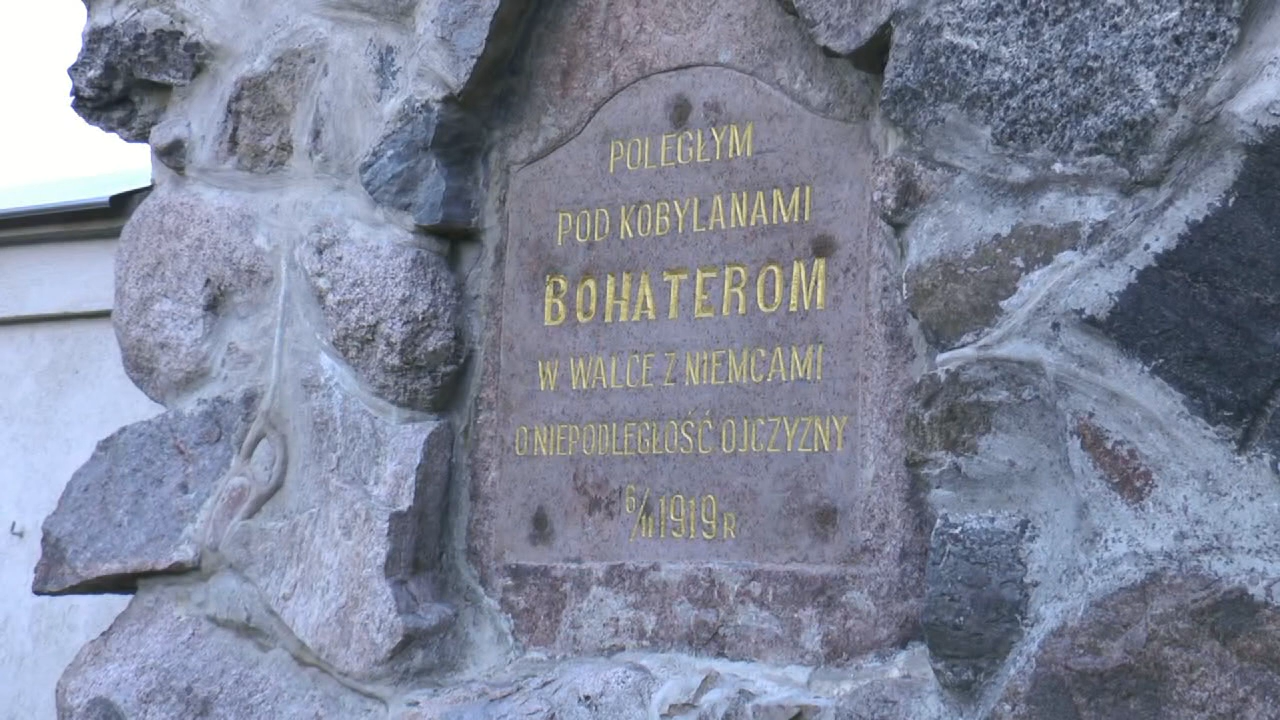 POLEGŁYM
POD KOBYLANAMI
BOHATEROM
W WALCE Z NIEMCAMI
O NIEPODLEGŁOŚĆ OJCZYZNY
6/II 1919 R